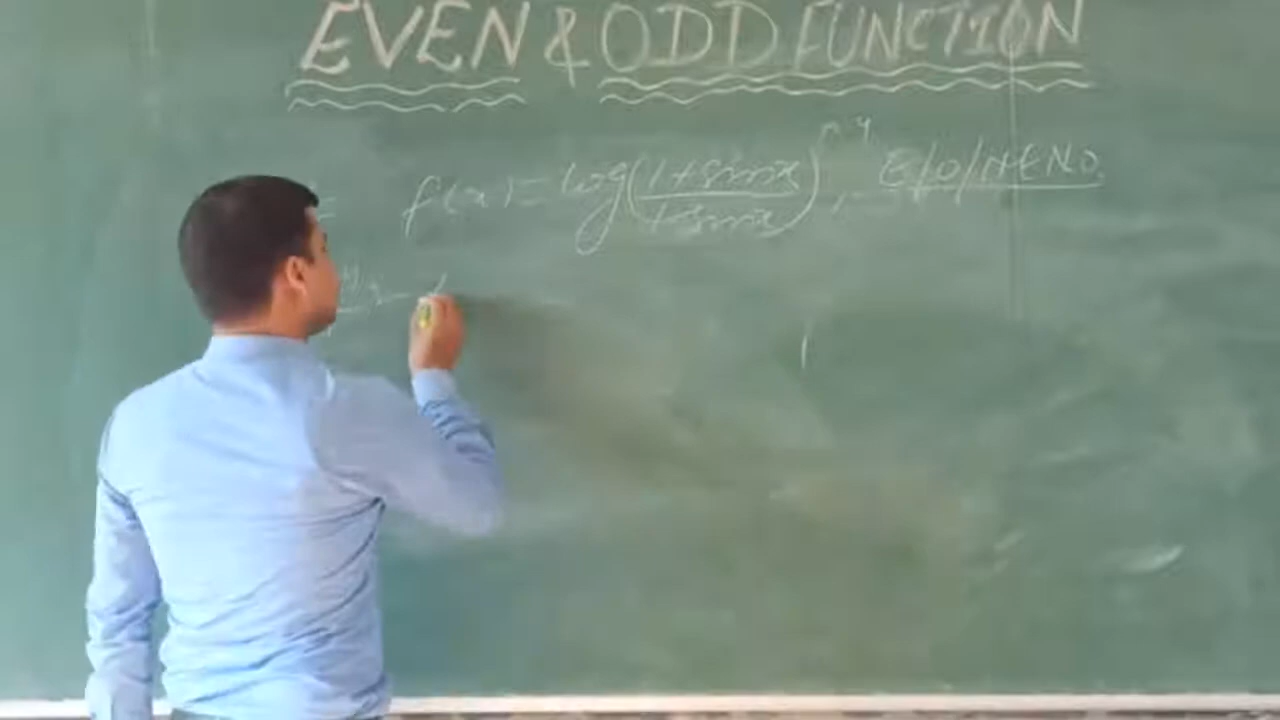 EVEN & ODD FUNCTION
f(x) = log(1+sinx/1-sinx), E/O/NENO.